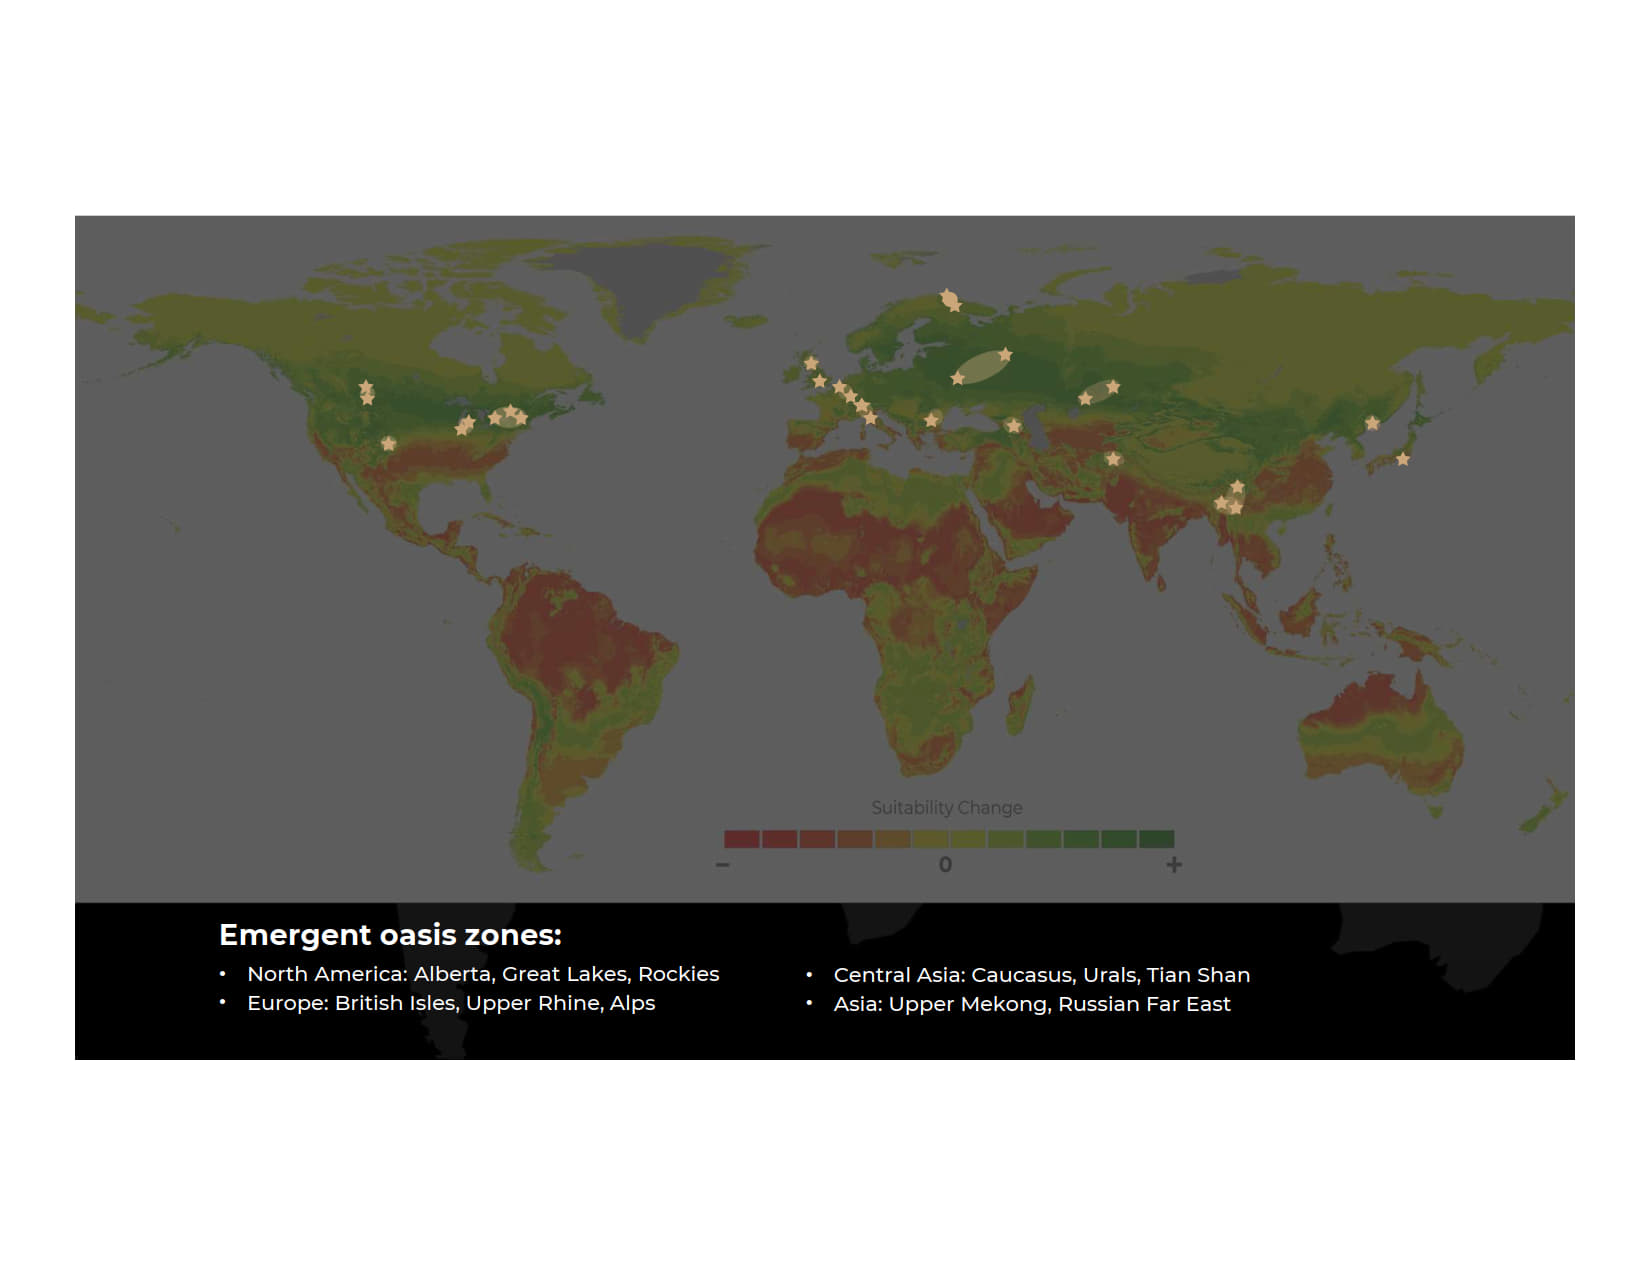 Suitability Change
− 0 +
Emergent oasis zones:
• North America: Alberta, Great Lakes, Rockies
• Europe: British Isles, Upper Rhine, Alps
• Central Asia: Caucasus, Urals, Tian Shan
• Asia: Upper Mekong, Russian Far East